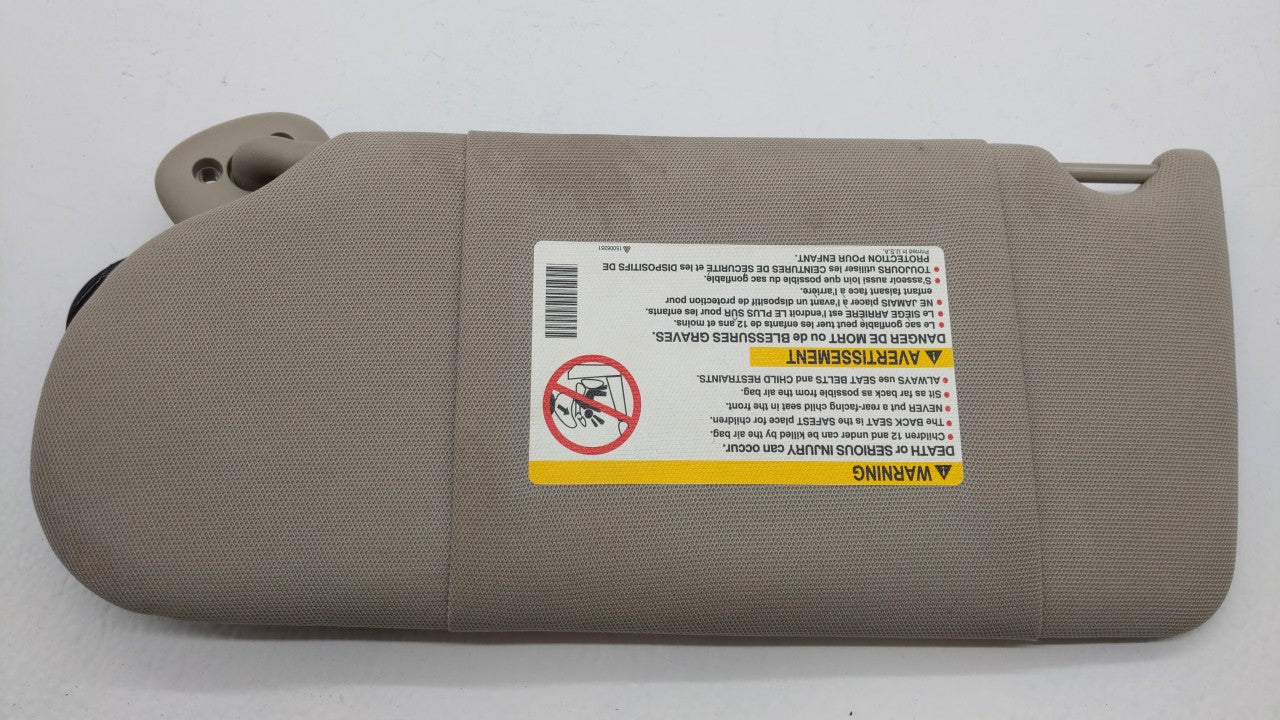 WARNING
DEATH or SERIOUS INJURY can occur.
• Children 12 and under can be killed by the air bag.
• The BACK SEAT is the SAFEST place for children.
• NEVER put a rear-facing child seat in the front.
• Sit as far back as possible from the air bag.
• ALWAYS use SEAT BELTS and CHILD RESTRAINTS.
AVERTISSEMENT
DANGER DE MORT ou de BLESSURES GRAVES.
• Le sac gonflable peut tuer les enfants de 12 ans et moins.
• Le SIÈGE ARRIÈRE est l'endroit LE PLUS SÛR pour les enfants.
• NE JAMAIS placer à l'avant un dispositif de protection pour
enfant faisant face à l'arrière.
• S'asseoir aussi loin que possible du sac gonflable.
• TOUJOURS utiliser les CEINTURES DE SÉCURITÉ et les DISPOSITIFS DE
PROTECTION POUR ENFANT.
Printed in U.S.A.
15008351